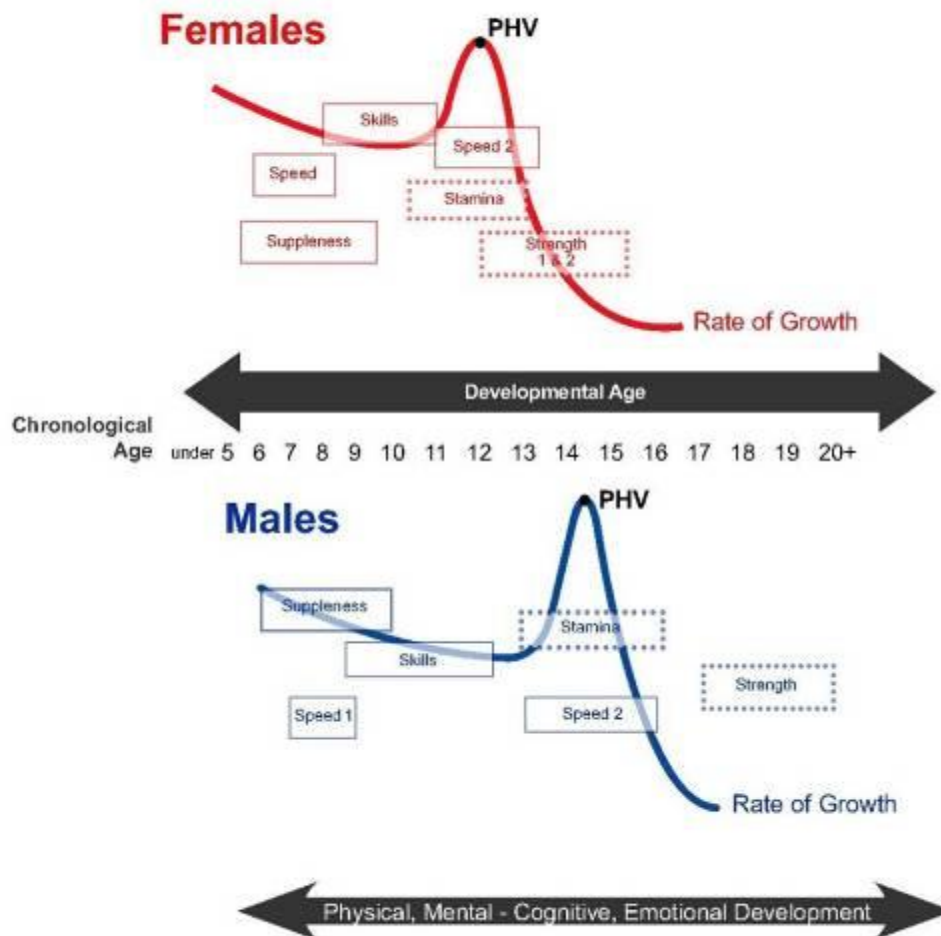 Females
PHV
Skills
Speed 2
Speed
Stamina
Suppleness
Strength
1 & 2
Rate of Growth
Developmental Age
Chronological
Age under 5 6 7 8 9 10 11 12 13 14 15 16 17 18 19 20+
Males
PHV
Suppleness
Stamina
Skills
Strength
Speed 1
Speed 2
Rate of Growth
Physical, Mental - Cognitive, Emotional Development